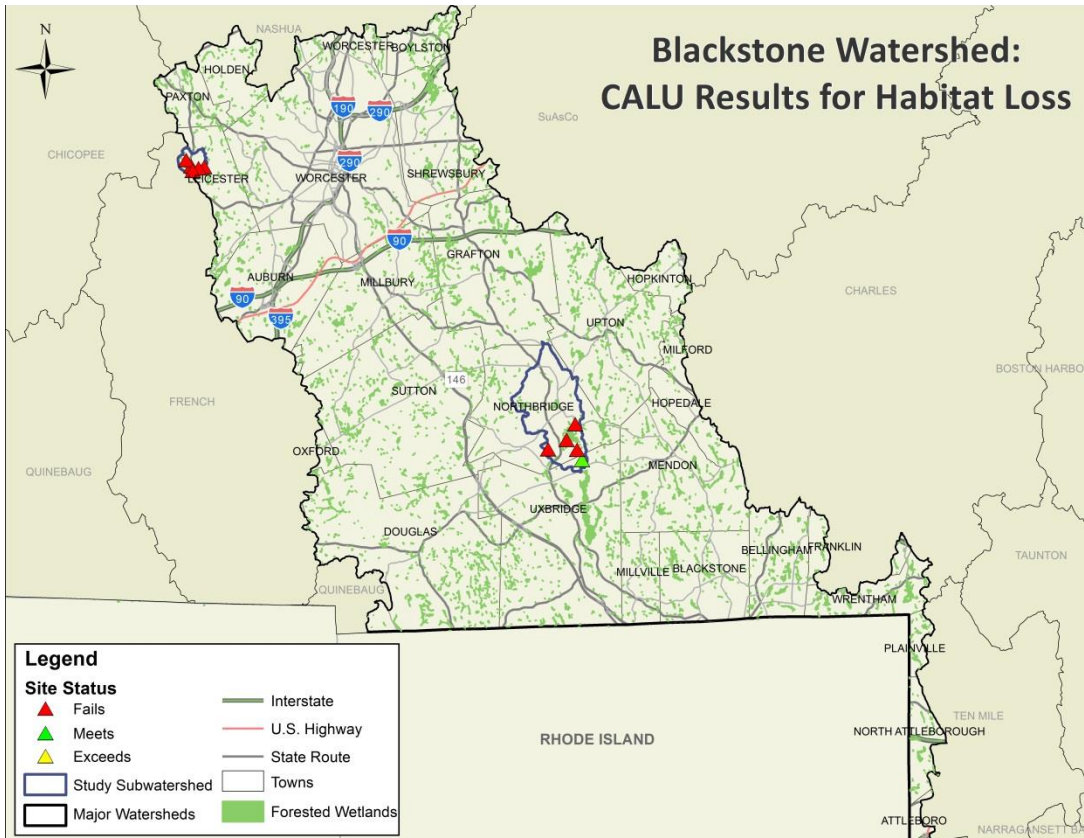 Blackstone Watershed:
CALU Results for Habitat Loss
N
NASHUA
WORCESTER
BOYLSTON
HOLDEN
PAXTON
190
290
SuAsCo
CHICOPEE
290
LEICESTER
WORCESTER
SHREWSBURY
90
GRAFTON
AUBURN
MILLBURY
HOPKINTON
90
395
CHARLES
UPTON
MILFORD
BOSTON HARBO
146
SUTTON
FRENCH
NORTHBRIDGE
HOPEDALE
OXFORD
QUINEBAUG
MENDON
UXBRIDGE
DOUGLAS
BELLINGHAM
FRANKLIN
TAUNTON
MILLVILLE
BLACKSTONE
QUINEBAUG
WRENTHAM
PLAINVILLE
TEN MILE
NORTH ATTLEBOROUGH
RHODE ISLAND
ATTLEBORO
NARRAGANSETT BA
Legend
Site Status
Fails
Meets
Exceeds
Study Subwatershed
Major Watersheds
Interstate
U.S. Highway
State Route
Towns
Forested Wetlands